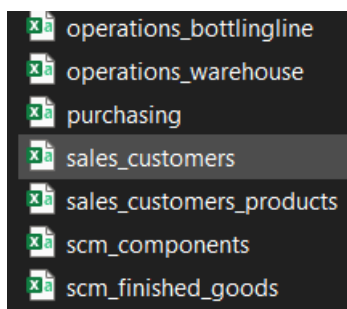 operations_bottlingline
operations_warehouse
purchasing
sales_customers
sales_customers_products
scm_components
scm_finished_goods